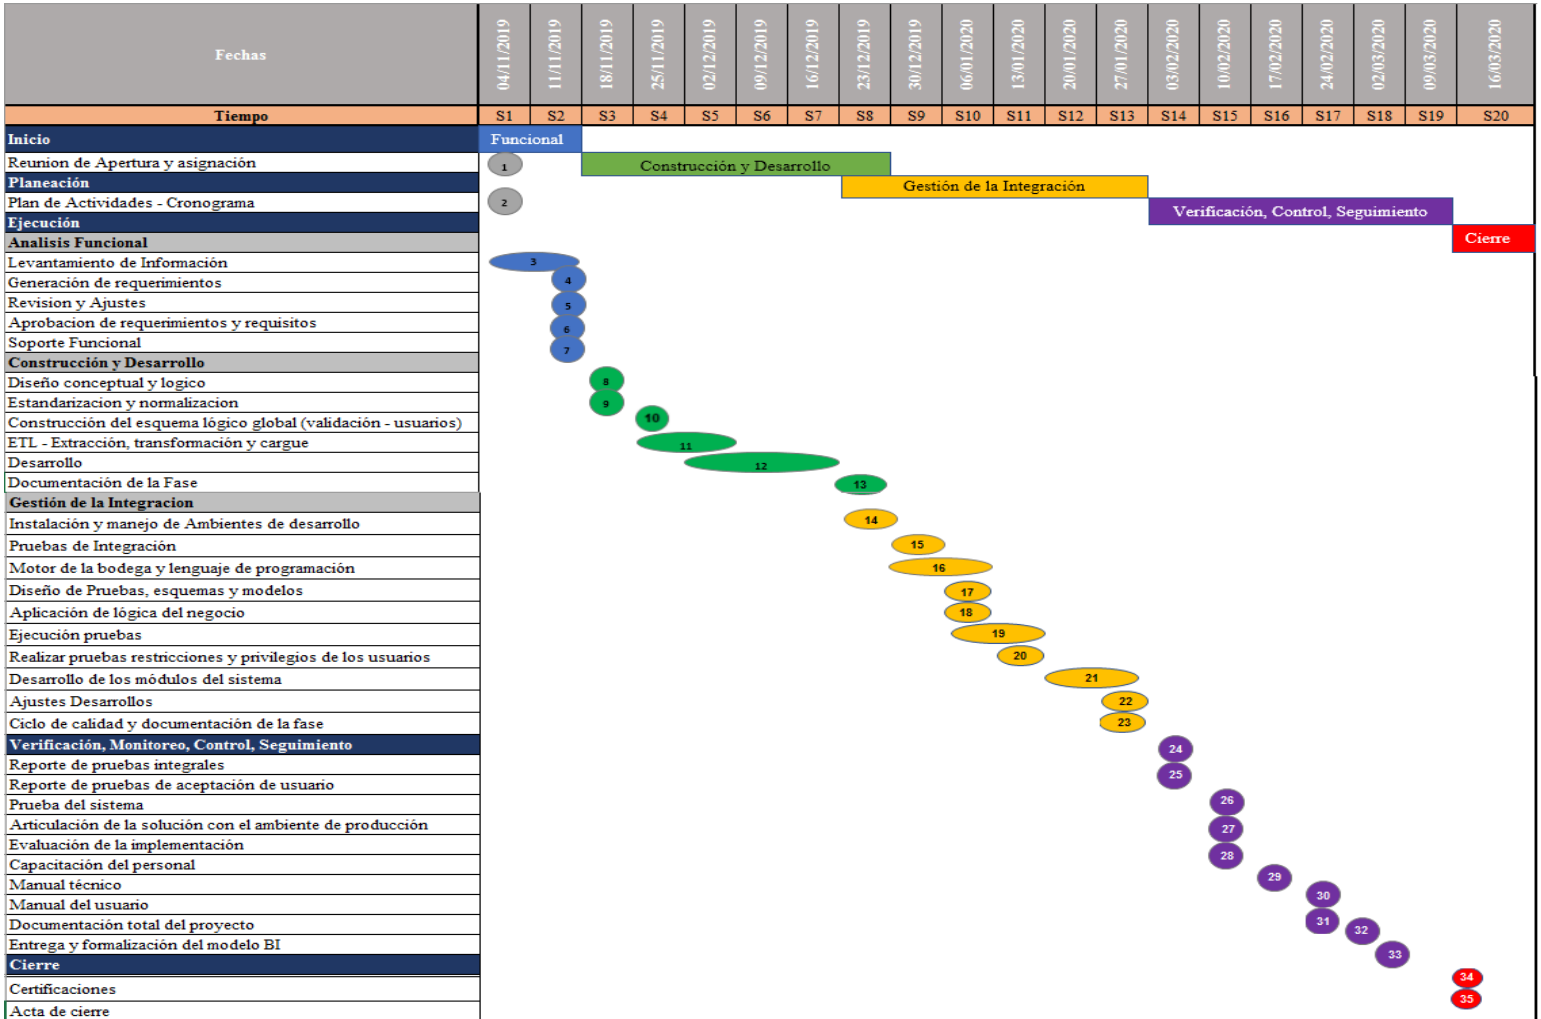 Fechas
04/11/2019 11/11/2019 18/11/2019 25/11/2019 02/12/2019 09/12/2019 16/12/2019 23/12/2019 30/12/2019 06/01/2020 13/01/2020 20/01/2020 27/01/2020 03/02/2020 10/02/2020 17/02/2020 24/02/2020 02/03/2020 09/03/2020 16/03/2020
Tiempo S1 S2 S3 S4 S5 S6 S7 S8 S9 S10 S11 S12 S13 S14 S15 S16 S17 S18 S19 S20
Inicio Funcional
Reunion de Apertura y asignación 1 Construcción y Desarrollo
Planeación Gestión de la Integración
Plan de Actividades - Cronograma 2 Verificación, Control, Seguimiento
Ejecución
Analisis Funcional Cierre
Levantamiento de Información 3
Generación de requerimientos 4
Revision y Ajustes 5
Aprobacion de requerimientos y requisitos 6
Soporte Funcional 7
Construcción y Desarrollo
Diseño conceptual y logico 8
Estandarizacion y normalizacion 9
Construcción del esquema lógico global (validación - usuarios) 10
ETL - Extracción, transformación y cargue 11
Desarrollo 12
Documentación de la Fase 13
Gestión de la Integracion
Instalación y manejo de Ambientes de desarrollo 14
Pruebas de Integración 15
Motor de la bodega y lenguaje de programación 16
Diseño de Pruebas, esquemas y modelos 17
Aplicación de lógica del negocio 18
Ejecución pruebas 19
Realizar pruebas restricciones y privilegios de los usuarios 20
Desarrollo de los módulos del sistema 21
Ajustes Desarrollos 22
Ciclo de calidad y documentación de la fase 23
Verificación, Monitoreo, Control, Seguimiento 24
Reporte de pruebas integrales 25
Reporte de pruebas de aceptación de usuario
Prueba del sistema 26
Articulación de la solución con el ambiente de producción 27
Evaluación de la implementación 28
Capacitación del personal 29
Manual técnico 30
Manual del usuario
Documentación total del proyecto 31 32
Entrega y formalización del modelo BI 33
Cierre 34
Certificaciones 35
Acta de cierre